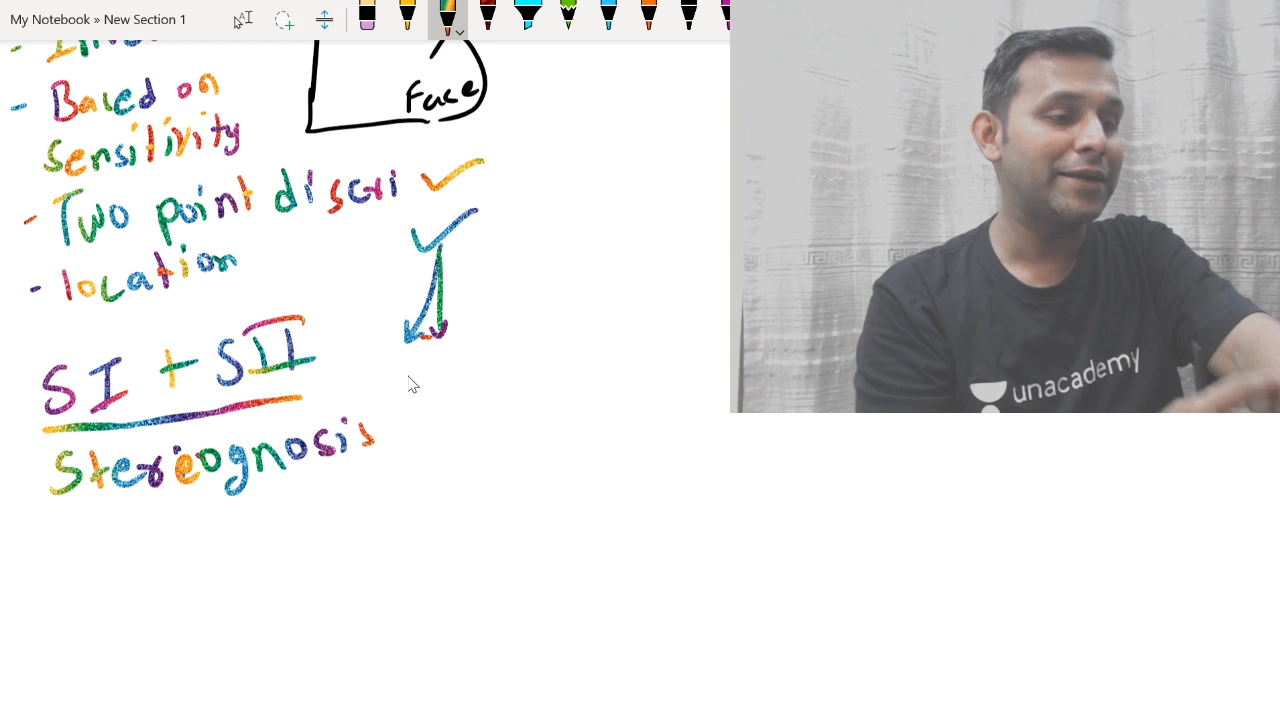 My Notebook » New Section 1
Face
- Based on
sensitivity
- Two point discri
- location
SI + SII
Stereognosis
unacademy